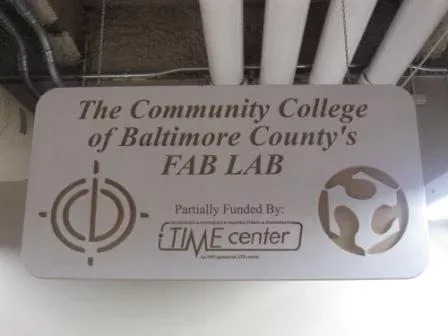 The Community College
of Baltimore County's
FAB LAB
Partially Funded By:
TIME center